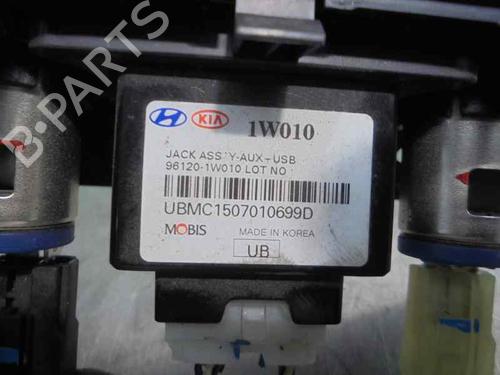 B-PARTS
KIA
1W010
JACK ASS'Y-AUX-USB
96120-1W010 LOT NO
UBMC1507010699D
MOBIS
MADE IN KOREA
UB